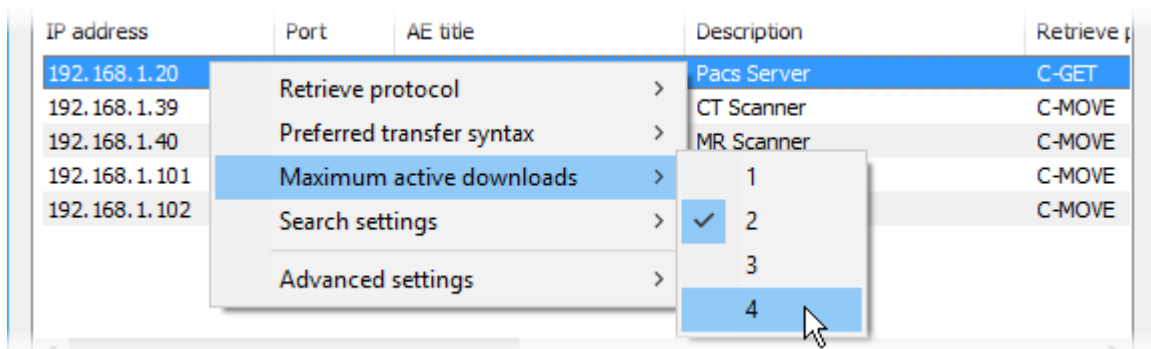 IP address Port AE title Description Retrieve
192.168.1.20 Pacs Server C-GET
192.168.1.39 CT Scanner C-MOVE
192.168.1.40 MR Scanner C-MOVE
192.168.1.101 C-MOVE
192.168.1.102 C-MOVE
Retrieve protocol
Preferred transfer syntax
Maximum active downloads
Search settings
Advanced settings
1
2
3
4